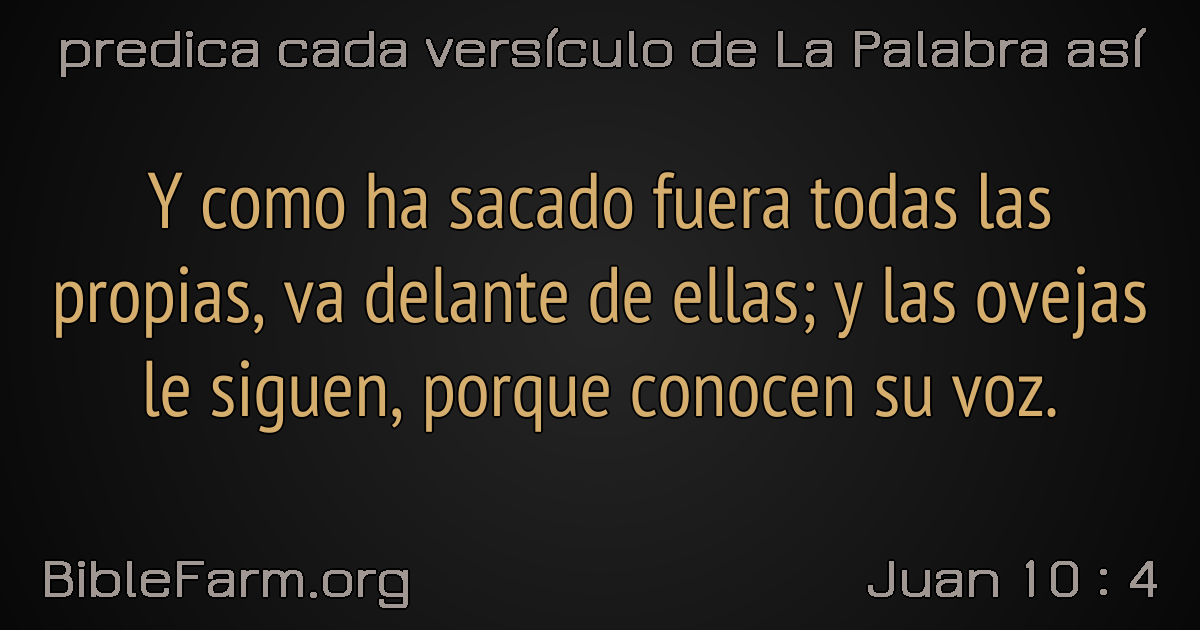 predica cada versículo de La Palabra así
Y como ha sacado fuera todas las
propias, va delante de ellas; y las ovejas
le siguen, porque conocen su voz.
BibleFarm.org
Juan 10 : 4